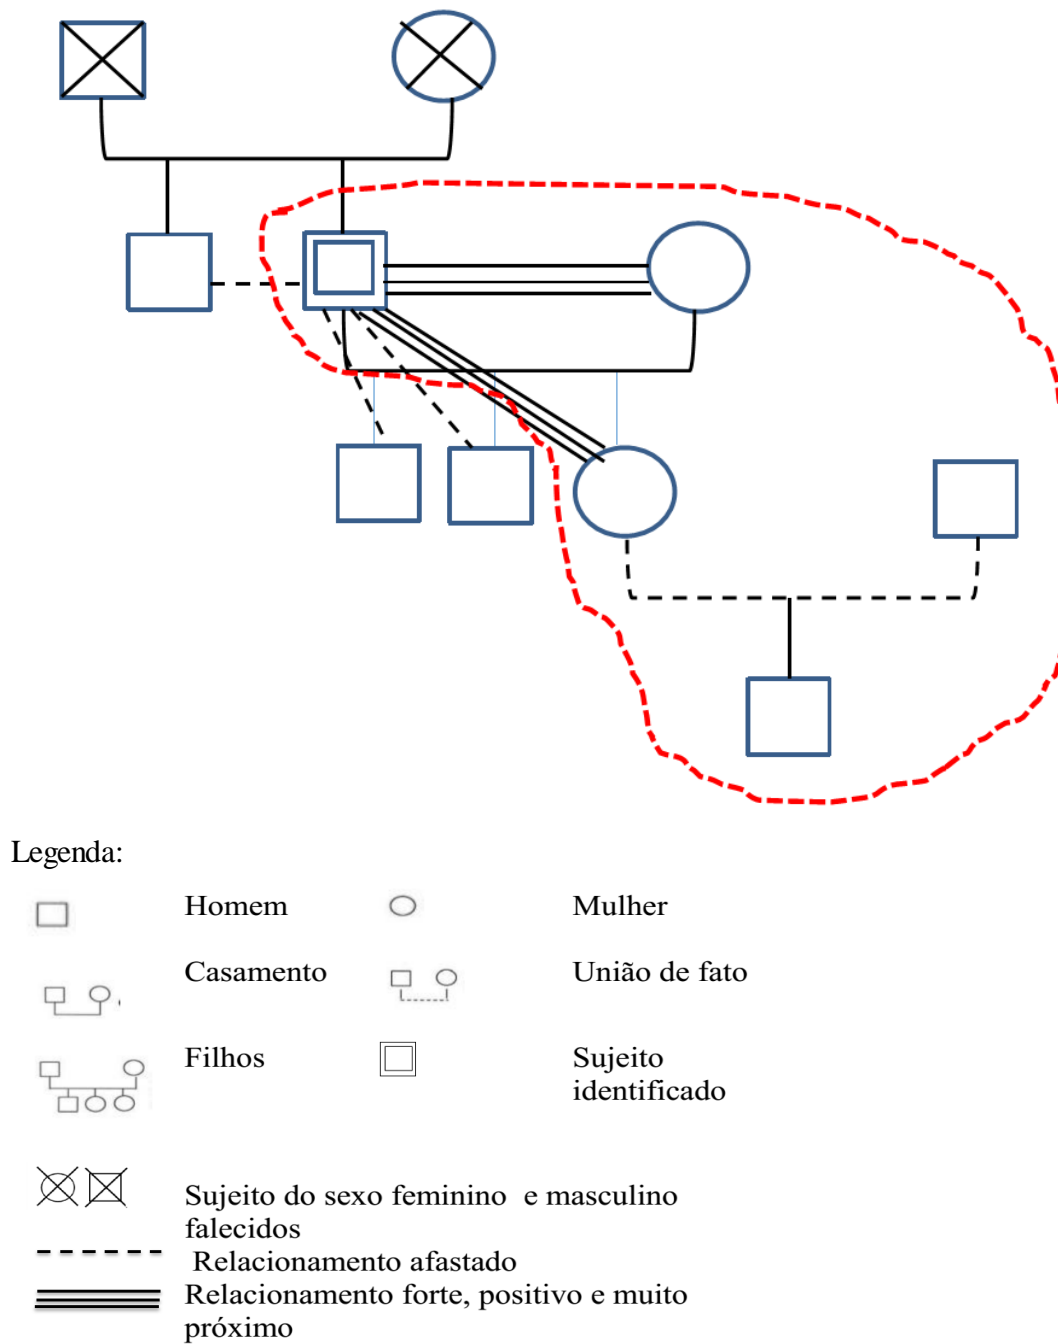 Legenda:
Homem
Mulher
Casamento
União de fato
Filhos
Sujeito
identificado
Sujeito do sexo feminino e masculino
falecidos
Relacionamento afastado
Relacionamento forte, positivo e muito
próximo